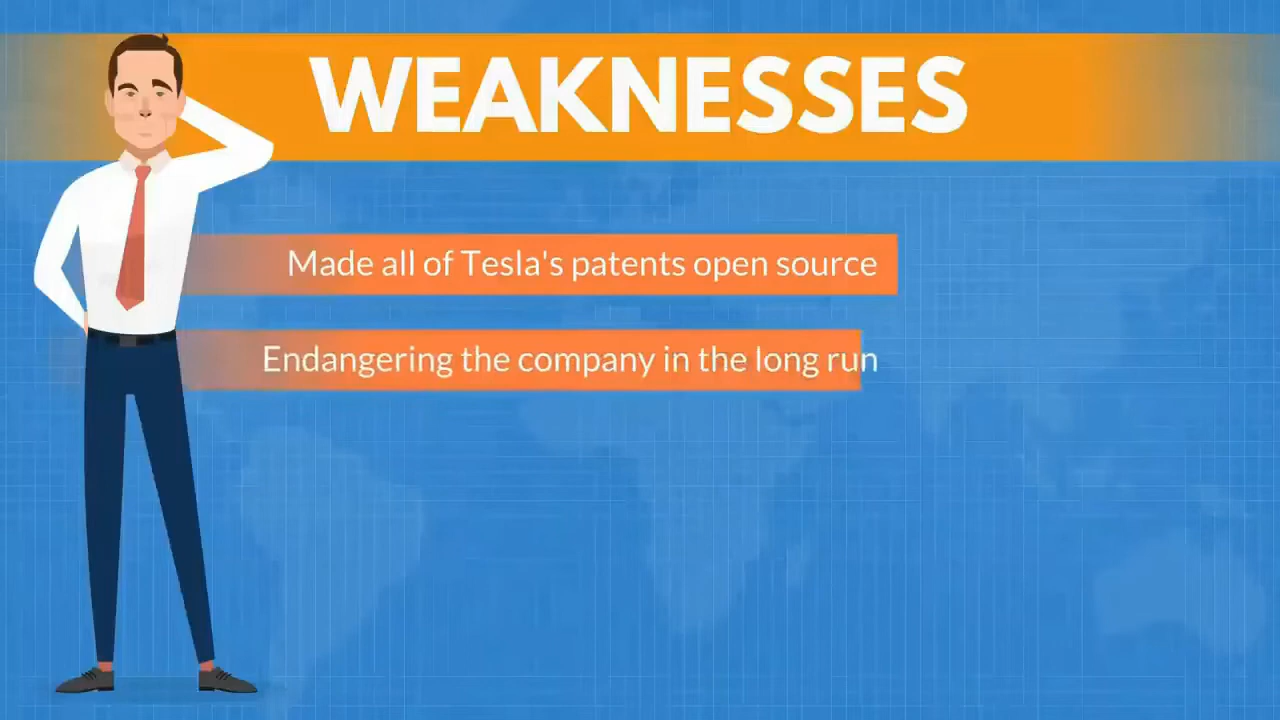 WEAKNESSES
Made all of Tesla's patents open source
Endangering the company in the long run